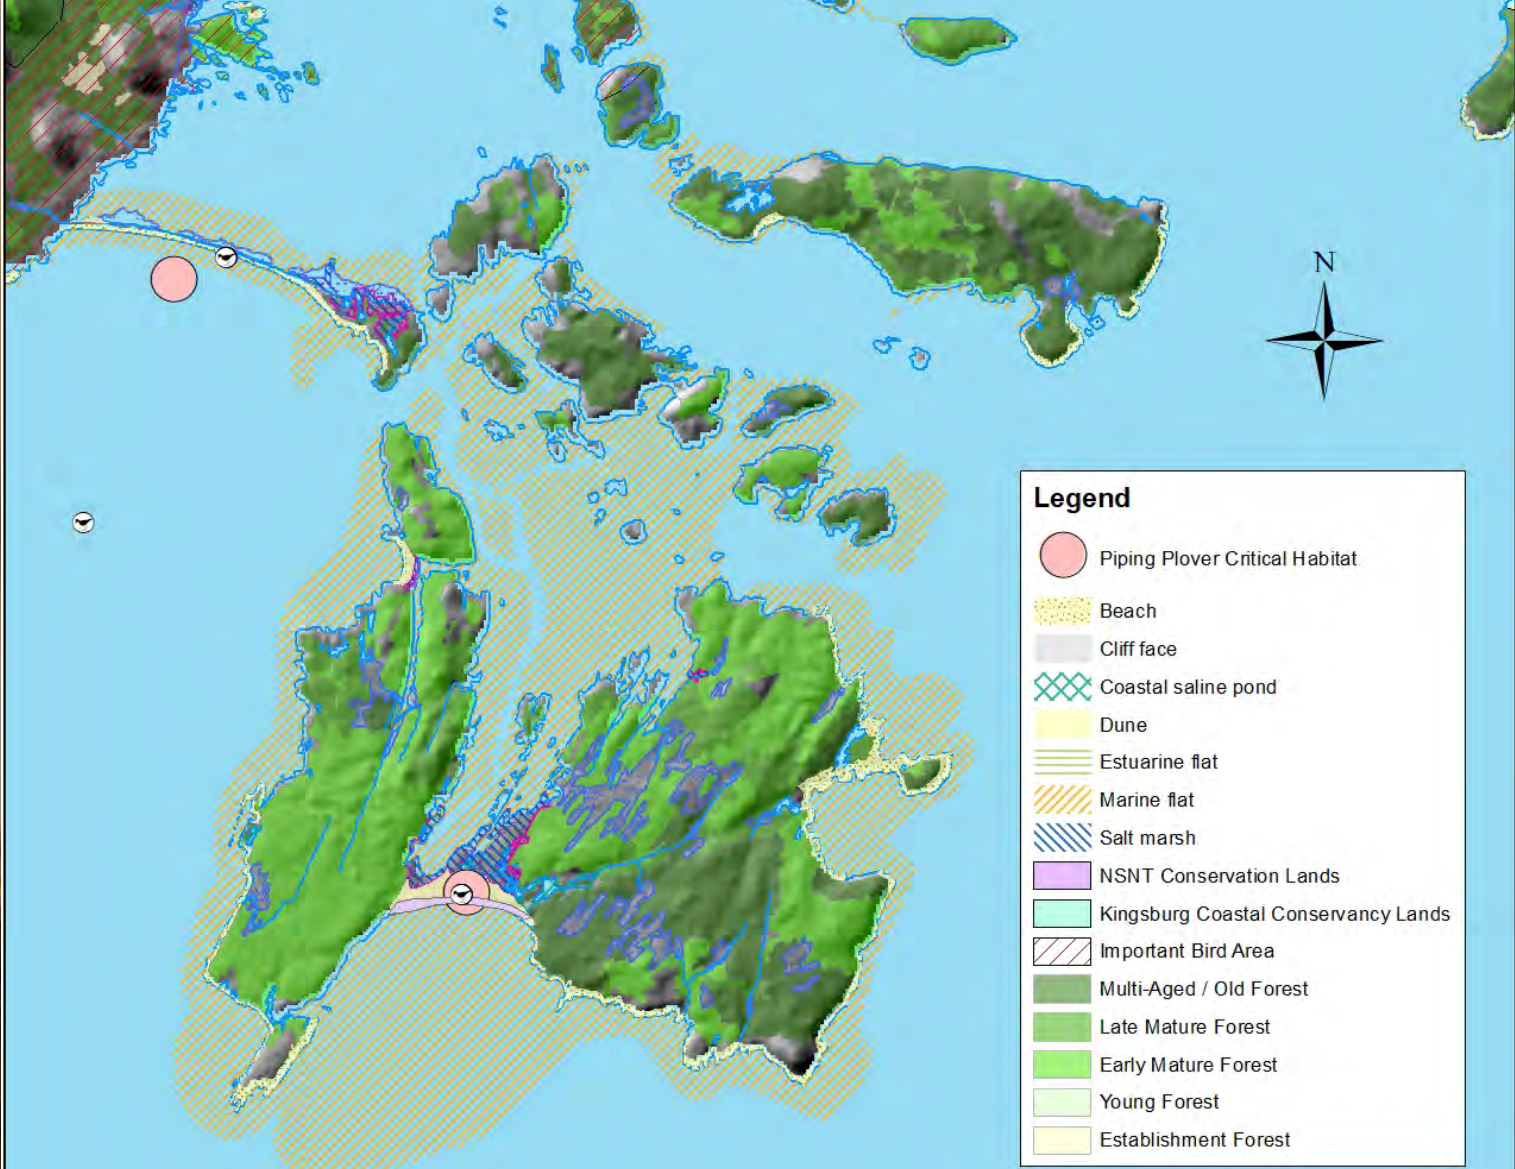 N
Legend
Piping Plover Critical Habitat
Beach
Cliff face
Coastal saline pond
Dune
Estuarine flat
Marine flat
Salt marsh
NSNT Conservation Lands
Kingsburg Coastal Conservancy Lands
Important Bird Area
Multi-Aged / Old Forest
Late Mature Forest
Early Mature Forest
Young Forest
Establishment Forest